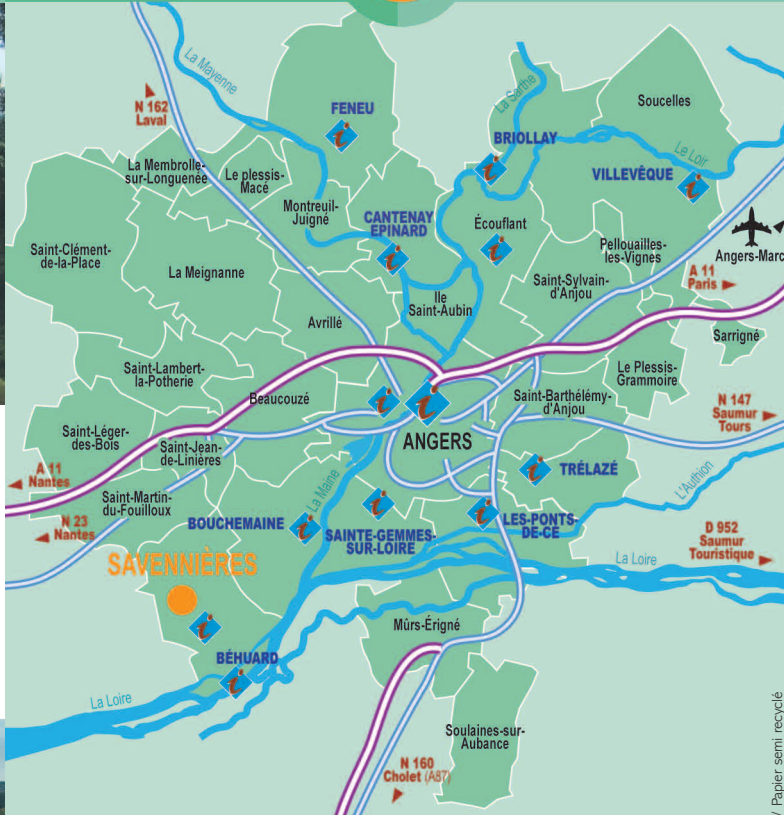 La Mayenne
N 162
Laval
FENEU
La Sarthe
Soucelles
BRIOLLAY
Le Loir
La Membrolle-
sur-Longuenée
Le plessis-
Macé
VILLEVÊQUE
Montreuil-
Juigné
CANTENAY
EPINARD
Écouflant
Saint-Clément-
de-la-Place
La Meignanne
Pellouailles-
les-Vignes
Angers-Marc
A 11
Paris
Saint-Sylvain-
d'Anjou
Ile
Saint-Aubin
Avrillé
Sarrigné
Saint-Lambert-
la-Potherie
Le Plessis-
Grammoire
Beaucouzé
Saint-Barthélémy-
d'Anjou
N 147
Saumur
Tours
Saint-Léger-
des-Bois
Saint-Jean-
de-Linières
ANGERS
A 11
Nantes
TRÉLAZÉ
L'Authion
La Maine
Saint-Martin-
du-Fouilloux
N 23
Nantes
BOUCHEMAINE
SAINTE-GEMMES-
SUR-LOIRE
LES-PONTS-
DE-CÉ
D 952
Saumur
Touristique
La Loire
SAVENNIÈRES
Mûrs-Érigné
BÉHUARD
La Loire
Soulaines-sur-
Aubance
N 160
Cholet (A87)
/ Papier semi recyclé